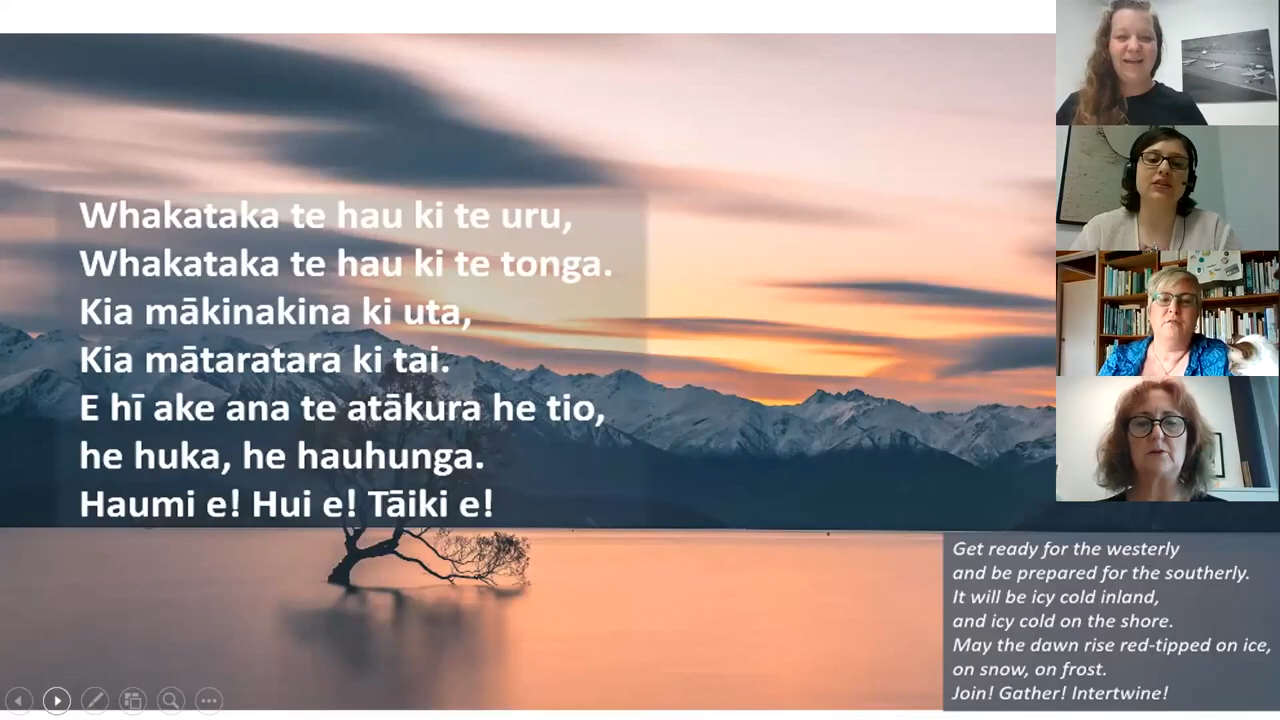 Whakataka te hau ki te uru,
Whakataka te hau ki te tonga.
Kia mākinakina ki uta,
Kia mātaratara ki tai.
E hī ake ana te atākura he tio,
he huka, he hauhunga.
Haumi e! Hui e! Tāiki e!
Get ready for the westerly
and be prepared for the southerly.
It will be icy cold inland,
and icy cold on the shore.
May the dawn rise red-tipped on ice,
on snow, on frost.
Join! Gather! Intertwine!